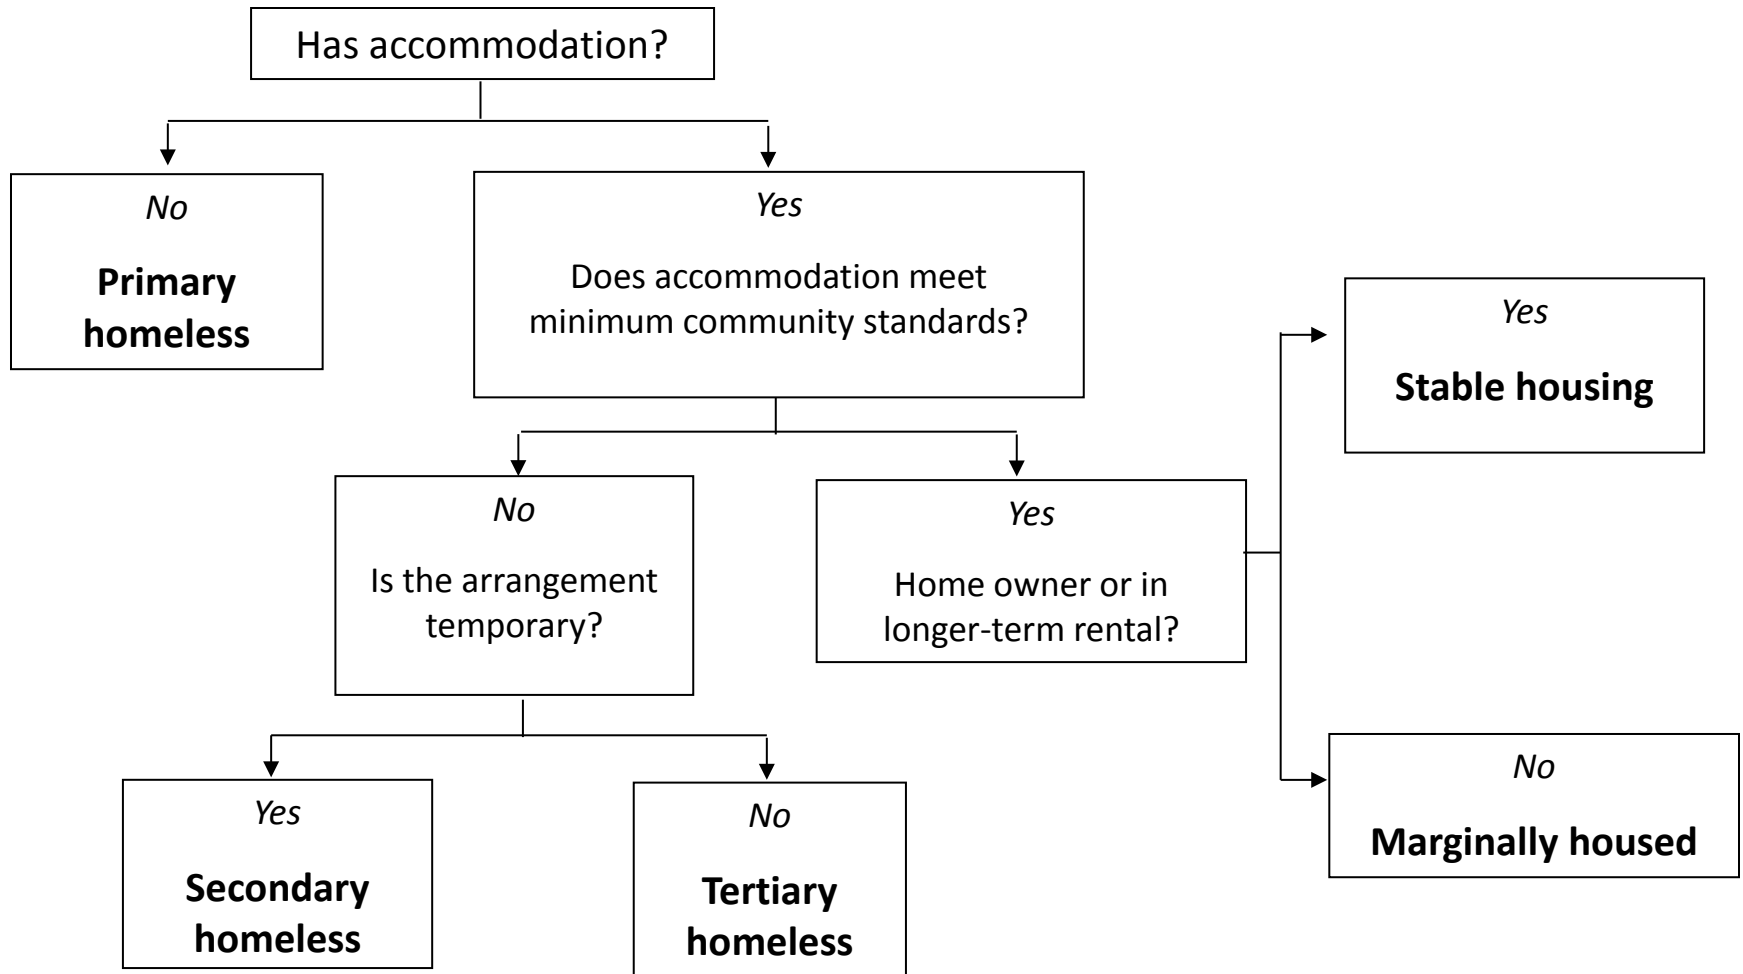 Has accommodation?
No
Primary
homeless
Yes
Does accommodation meet
minimum community standards?
Yes
Stable housing
No
Is the arrangement
temporary?
Yes
Home owner or in
longer-term rental?
Yes
Secondary
homeless
No
Tertiary
homeless
No
Marginally housed